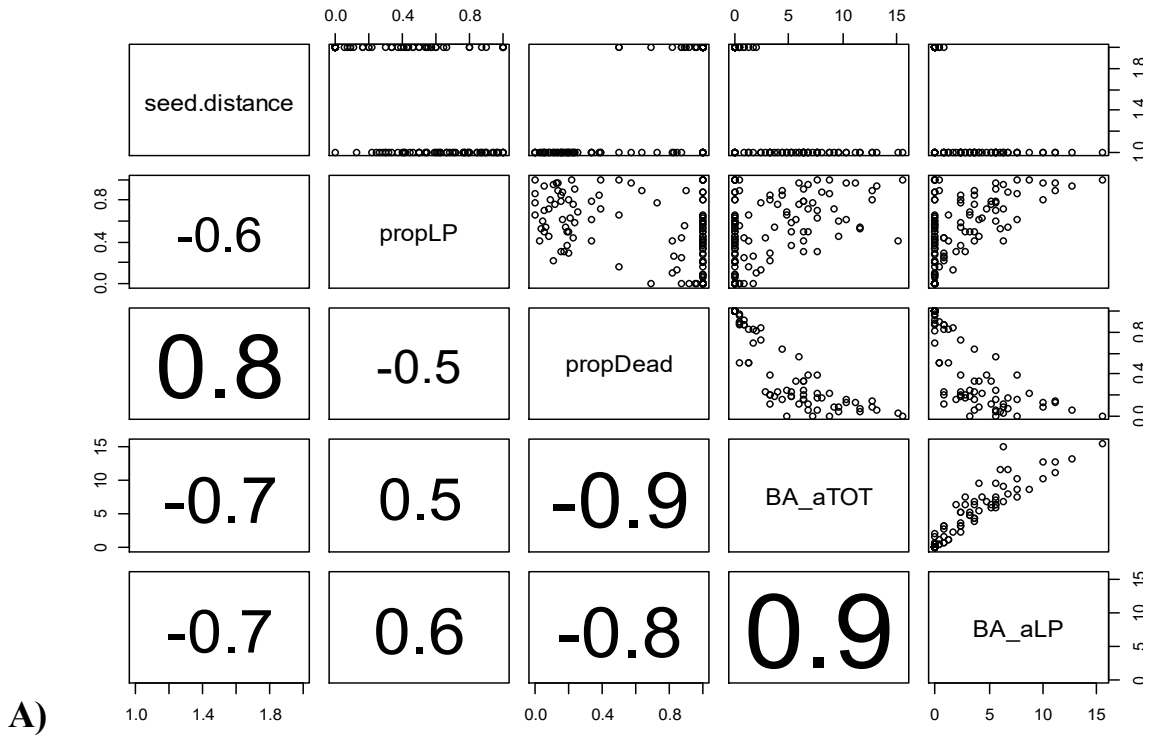 0.0 0.4 0.8 0 5 10 15
seed.distance 1.0 1.4 1.8
0.0 0.4 0.8 -0.6 propLP
0.8 -0.5 propDead 0.0 0.4 0.8
0 5 10 15 -0.7 0.5 -0.9 BA_aTOT
-0.7 0.6 -0.8 0.9 BA_aLP 0 5 10 15
A) 1.0 1.4 1.8 0.0 0.4 0.8 0 5 10 15